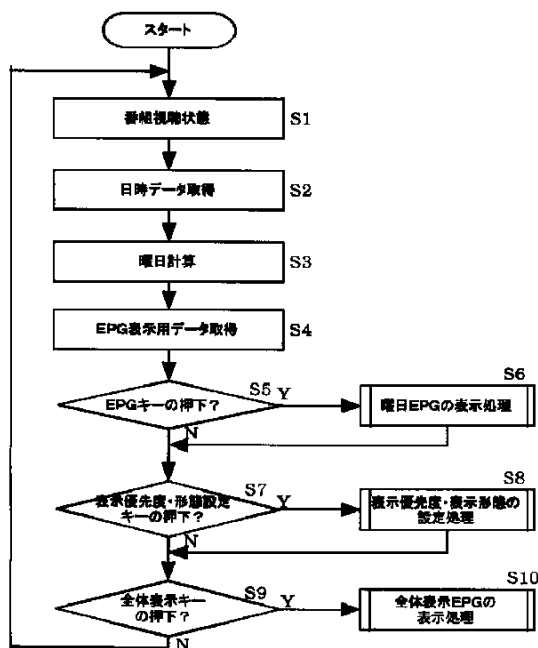 スタート
番組視聴状態 S1
日時データ取得 S2
曜日計算 S3
EPG表示用データ取得 S4
S5
EPGキーの押下?
Y
N
S6
曜日EPGの表示処理
S7
表示優先度・形態設定
キーの押下?
Y
N
S8
表示優先度・表示形態の
設定処理
S9
全体表示キー
の押下?
Y
N
S10
全体表示EPGの
表示処理